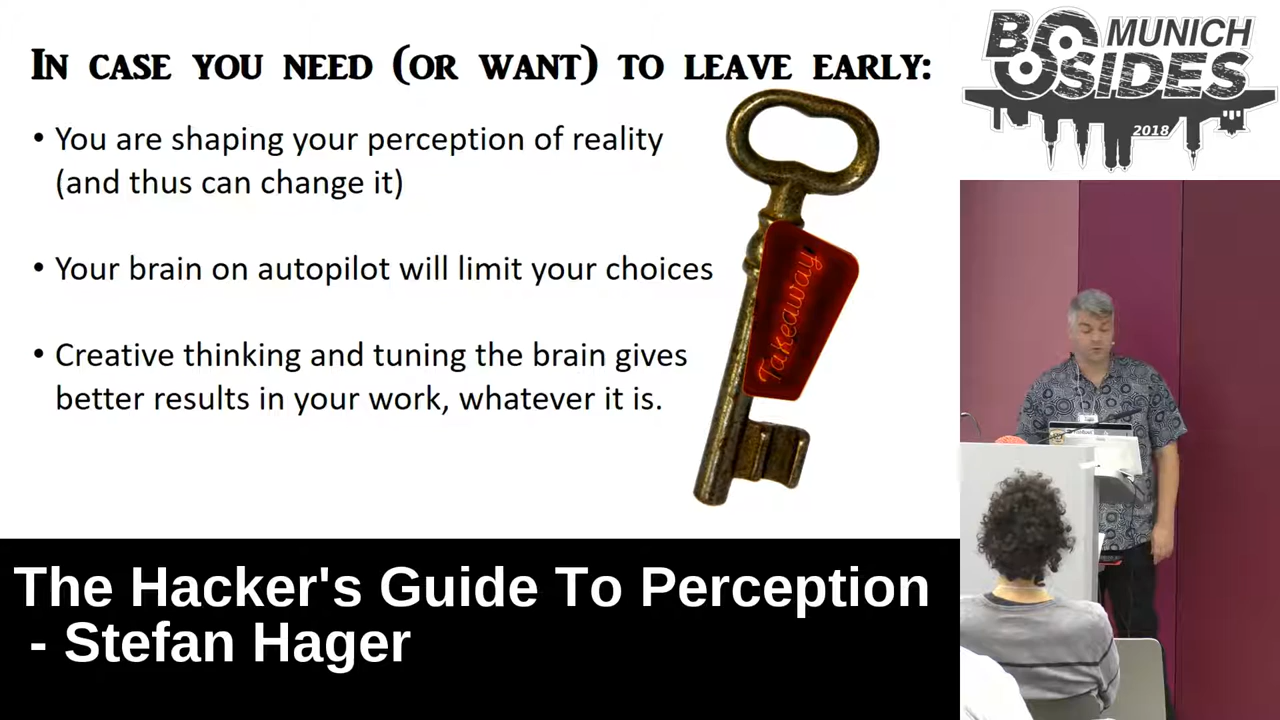 IN CASE YOU NEED (OR WANT) TO LEAVE EARLY:
• You are shaping your perception of reality
(and thus can change it)
• Your brain on autopilot will limit your choices
• Creative thinking and tuning the brain gives
better results in your work, whatever it is.
Takeaway!
BSIDES MUNICH
2018
The Hacker's Guide To Perception
- Stefan Hager